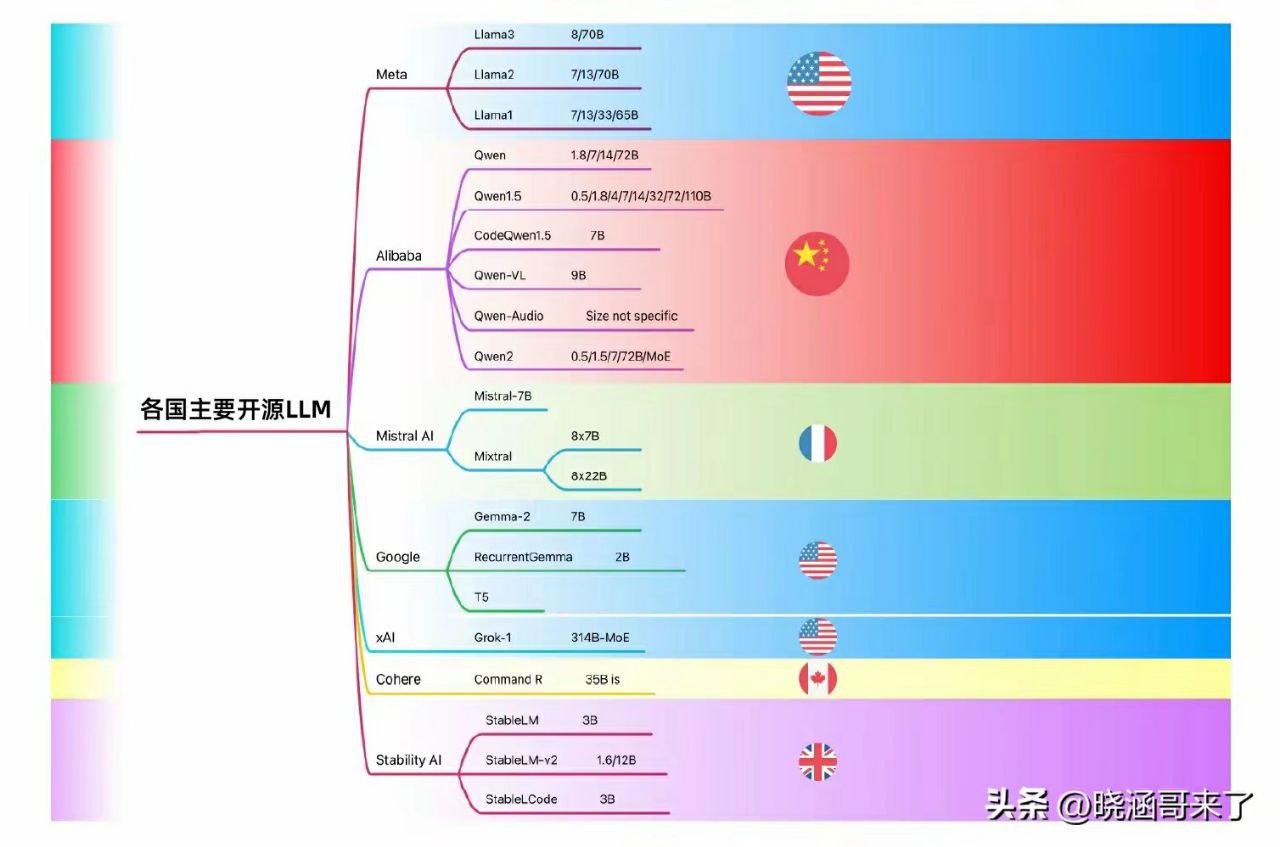 各国主要开源LLM
Meta
Llama3 8/70B
Llama2 7/13/70B
Llama1 7/13/33/65B
Alibaba
Qwen 1.8/7/14/72B
Qwen1.5 0.5/1.8/4/7/14/32/72/110B
CodeQwen1.5 7B
Qwen-VL 9B
Qwen-Audio Size not specific
Qwen2 0.5/1.5/7/72B/MoE
Mistral AI
Mistral-7B
Mixtral
8x7B
8x22B
Google
Gemma-2 7B
RecurrentGemma 2B
T5
xAI
Grok-1 314B-MoE
Cohere
Command R 35B is
Stability AI
StableLM 3B
StableLM-v2 1.6/12B
StableLCode 3B
头条 @晓涵哥来了